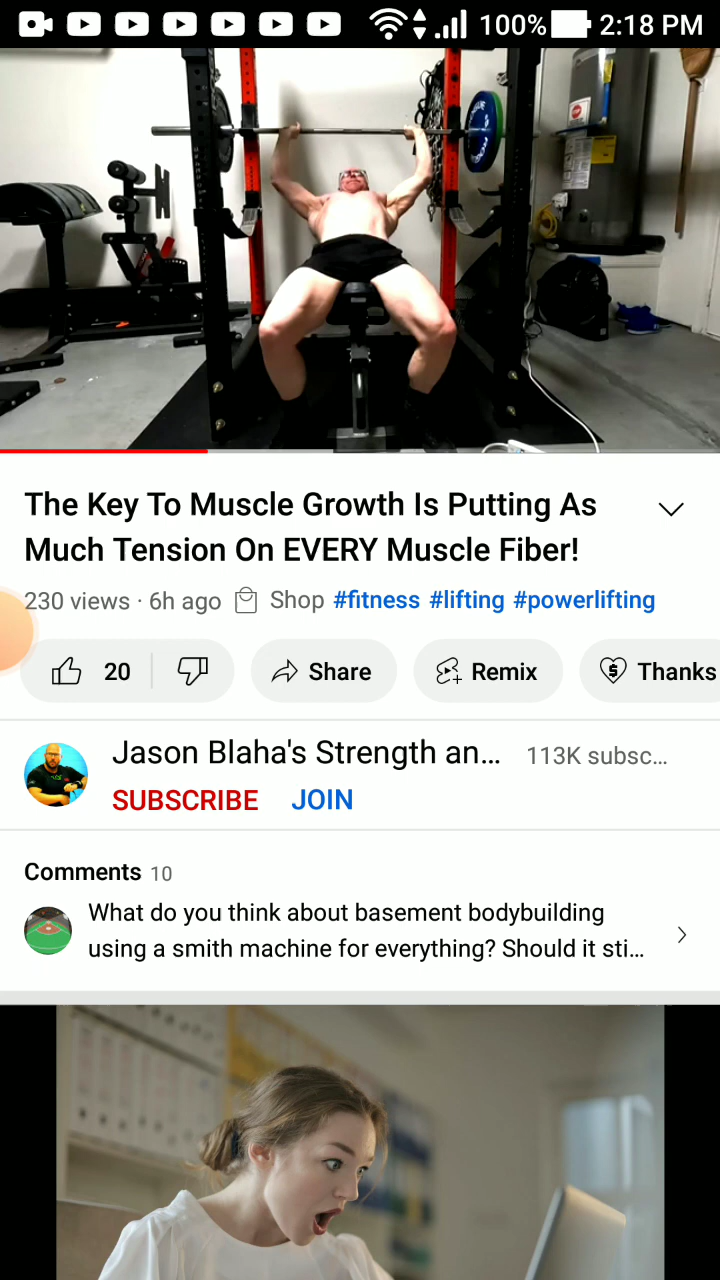 100% 2:18 PM
The Key To Muscle Growth Is Putting As
Much Tension On EVERY Muscle Fiber!
230 views · 6h ago Shop #fitness #lifting #powerlifting
20 Share Remix Thanks
Jason Blaha's Strength an... 113K subsc...
SUBSCRIBE JOIN
Comments 10
What do you think about basement bodybuilding
using a smith machine for everything? Should it sti...